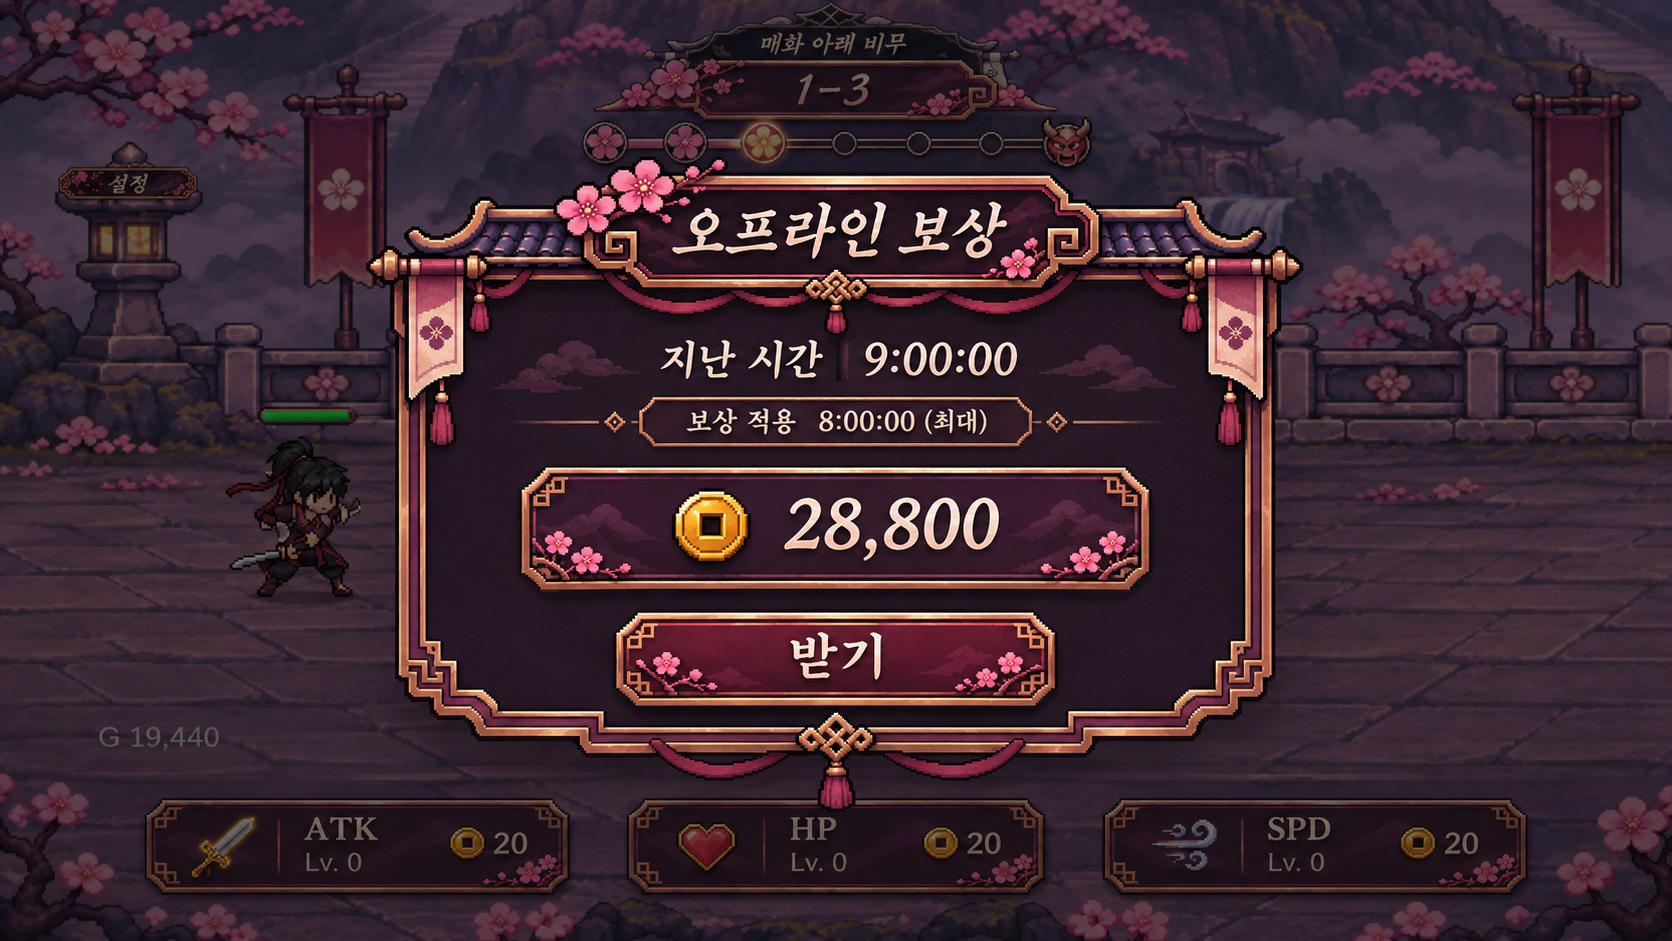 매화 아래 비무
1-3
설정
오프라인 보상
지난 시간 9:00:00
보상 적용 8:00:00 (최대)
28,800
받기
G 19,440
ATK
Lv. 0
20
HP
Lv. 0
20
SPD
Lv. 0
20